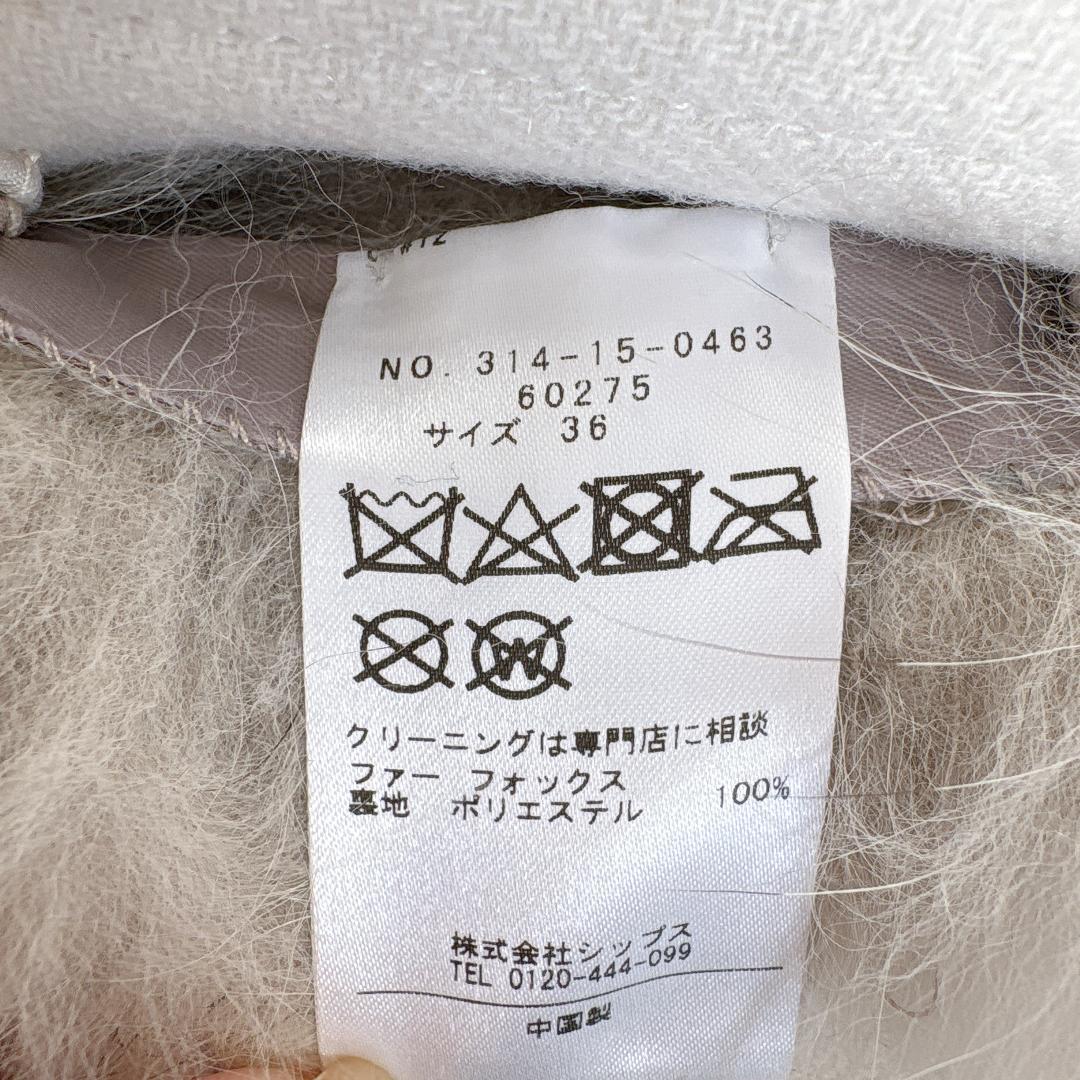 NO. 314-15-0463
60275
サイズ 36
W
クリーニングは専門店に相談
ファー フォックス
裏地 ポリエステル 100%
株式会社シップス
TEL 0120-444-099
中国製